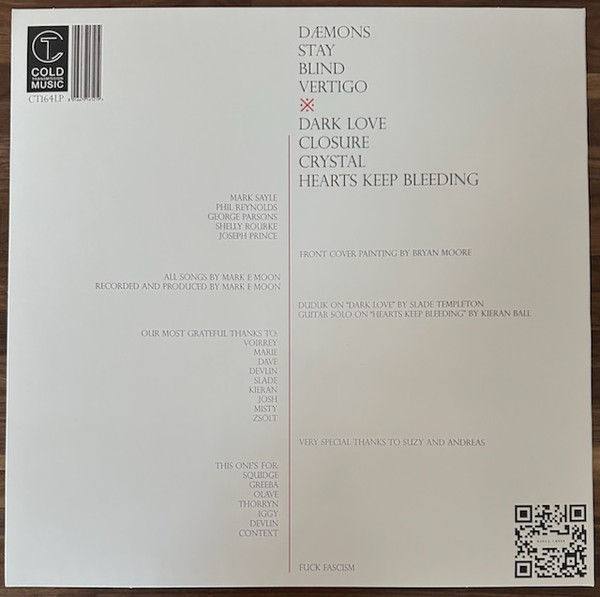 COLD
TRANSMISSION
MUSIC
CT164LP
DÆMONS
STAY
BLIND
VERTIGO
※
DARK LOVE
CLOSURE
CRYSTAL
HEARTS KEEP BLEEDING
MARK SAYLE
PHIL REYNOLDS
GEORGE PARSONS
SHELLY ROURKE
JOSEPH PRINCE
FRONT COVER PAINTING BY BRYAN MOORE
ALL SONGS BY MARK E MOON
RECORDED AND PRODUCED BY MARK E MOON
DUDUK ON "DARK LOVE" BY SLADE TEMPLETON
GUITAR SOLO ON "HEARTS KEEP BLEEDING" BY KIERAN BALL
OUR MOST GRATEFUL THANKS TO:
VOIRREY
MARIE
DAVE
DEVLIN
SLADE
KIERAN
JOSH
MISTY
ZSOLT
VERY SPECIAL THANKS TO SUZY AND ANDREAS
THIS ONE'S FOR:
SQUIDGE
GREEBA
OLAVE
THORRYN
IGGY
DEVLIN
CONTEXT
FUCK FASCISM